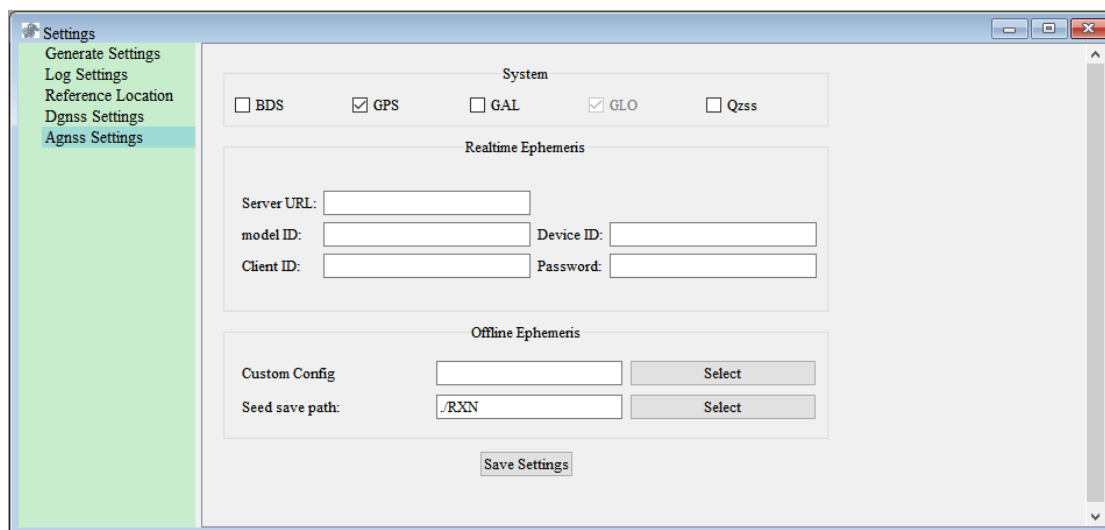 Settings
Generate Settings
Log Settings
Reference Location
Dgnss Settings
Agnss Settings
System
BDS GPS GAL GLO Qzss
Realtime Ephemeris
Server URL:
model ID: Device ID:
Client ID: Password:
Offline Ephemeris
Custom Config Select
Seed save path: ./RXN Select
Save Settings